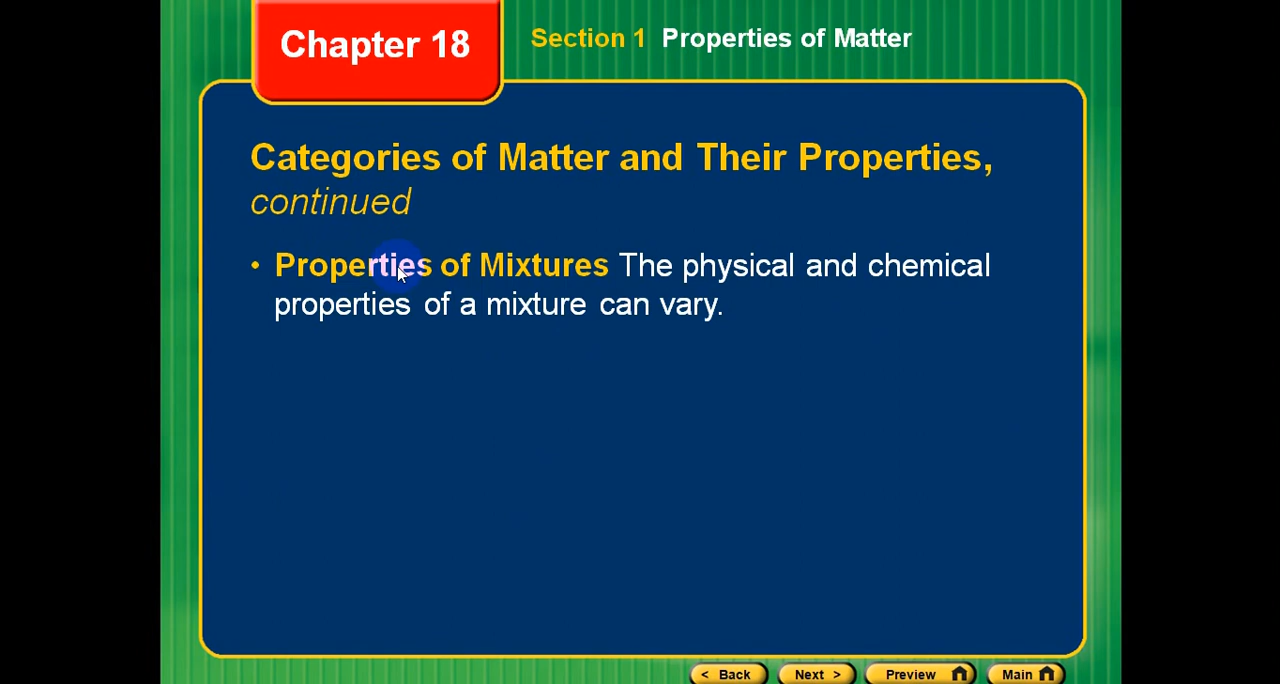 Chapter 18
Section 1 Properties of Matter
Categories of Matter and Their Properties,
continued
• Properties of Mixtures The physical and chemical
properties of a mixture can vary.
< Back Next > Preview Main